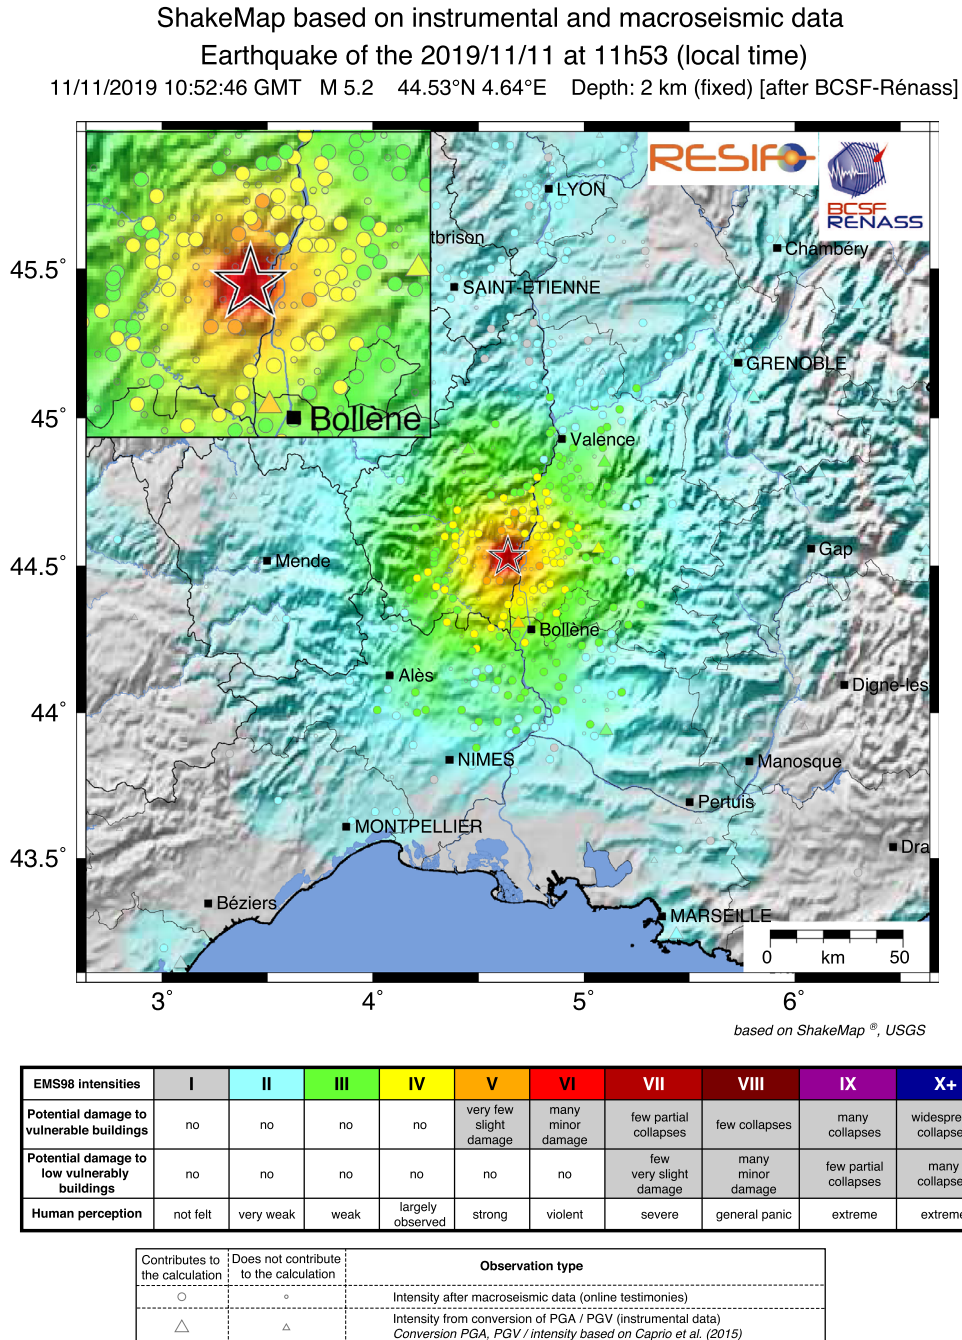 ShakeMap based on instrumental and macroseismic data
Earthquake of the 2019/11/11 at 11h53 (local time)
11/11/2019 10:52:46 GMT M 5.2 44.53°N 4.64°E Depth: 2 km (fixed) [after BCSF-Rénass]
RESIF
BCSF
RENASS
LYON
tbrison
Chambéry
45.5°
SAINT-ETIENNE
GRENOBLE
45°
Bollène
Valence
44.5°
Mende
Gap
Bollène
Alès
Digne-les
44°
NIMES
Manosque
Pertuis
MONTPELLIER
43.5°
Dra
Béziers
MARSEILLE
0 km 50
3° 4° 5° 6°
based on ShakeMap ®, USGS
EMS98 intensities I II III IV V VI VII VIII IX X+
Potential damage to vulnerable buildings no no no no very few slight damage many minor damage few partial collapses few collapses many collapses widespre collapse
Potential damage to low vulnerably buildings no no no no no no few very slight damage many minor damage few partial collapses many collapse
Human perception not felt very weak weak largely observed strong violent severe general panic extreme extreme
Contributes to the calculation Does not contribute to the calculation Observation type
Intensity after macroseismic data (online testimonies)
Intensity from conversion of PGA / PGV (instrumental data)
Conversion PGA, PGV / intensity based on Caprio et al. (2015)